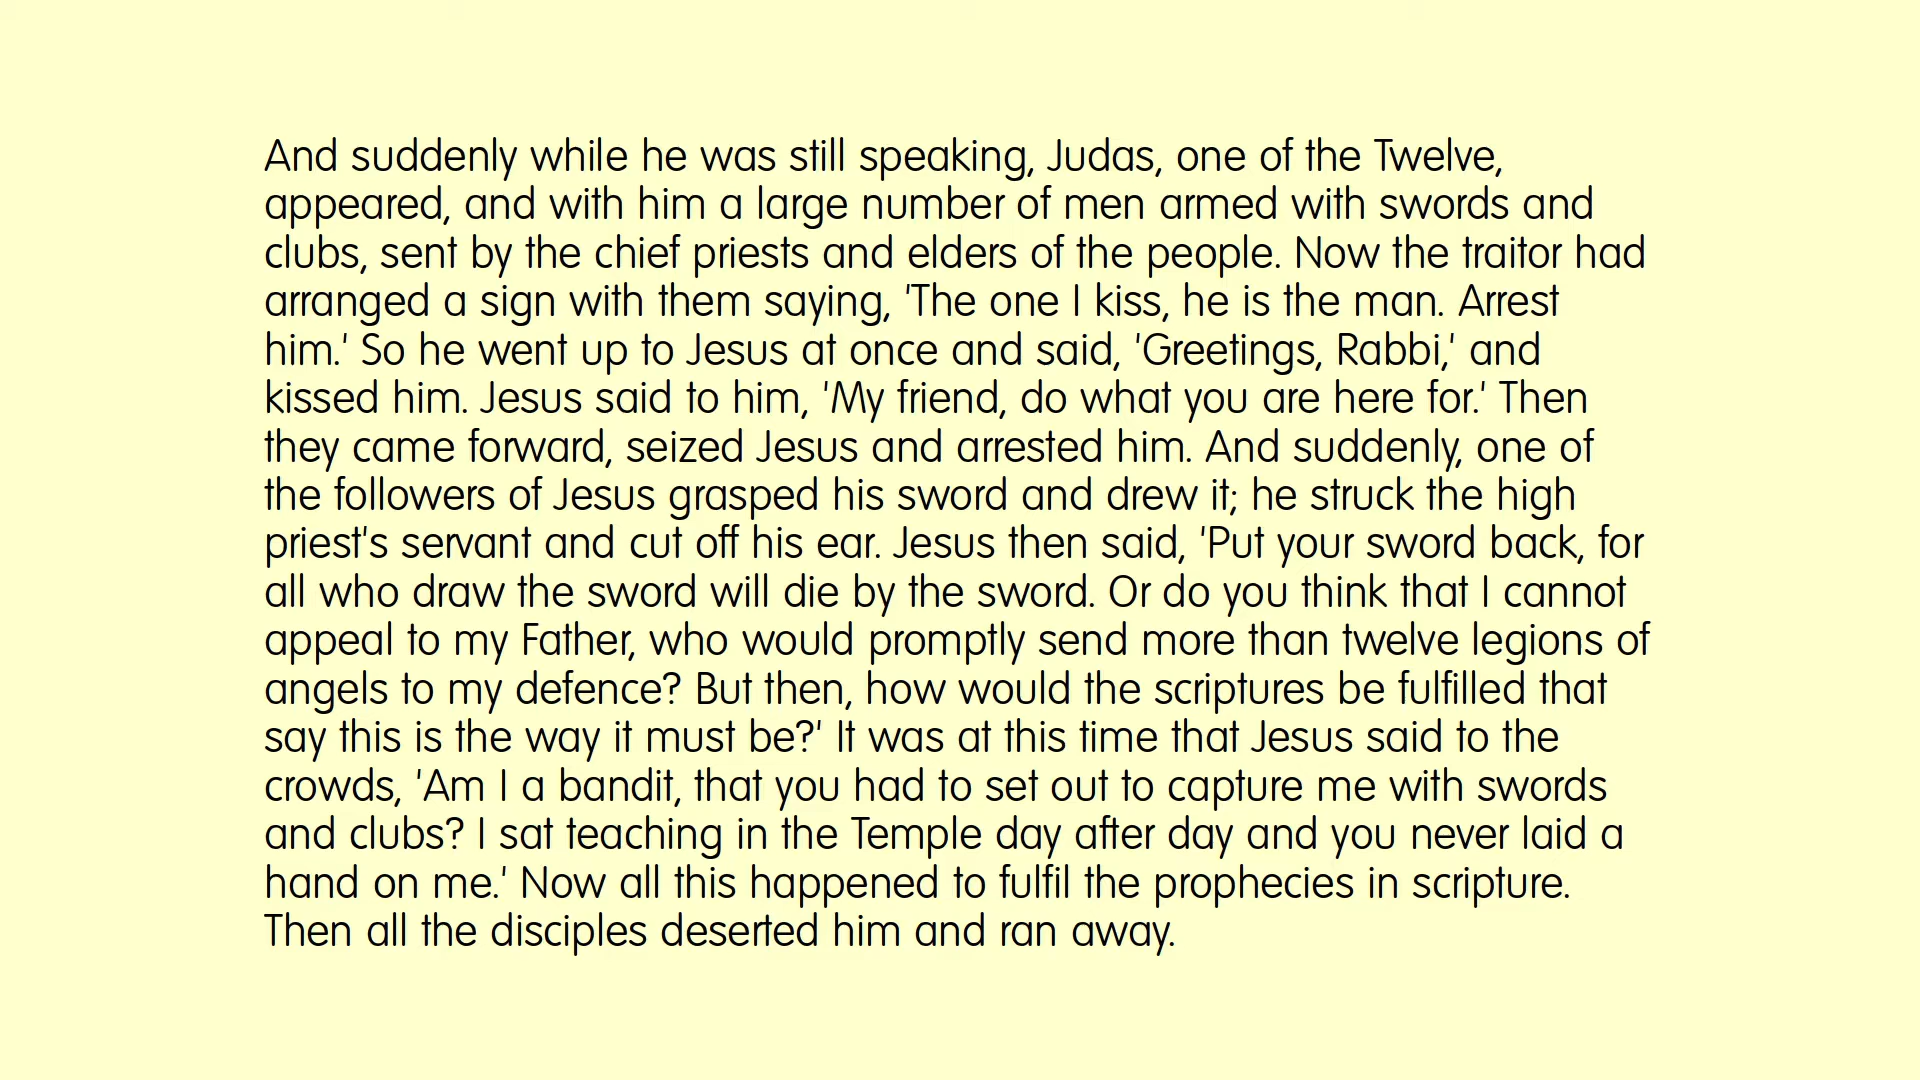 And suddenly while he was still speaking, Judas, one of the Twelve,
appeared, and with him a large number of men armed with swords and
clubs, sent by the chief priests and elders of the people. Now the traitor had
arranged a sign with them saying, 'The one I kiss, he is the man. Arrest
him.' So he went up to Jesus at once and said, 'Greetings, Rabbi,' and
kissed him. Jesus said to him, 'My friend, do what you are here for.' Then
they came forward, seized Jesus and arrested him. And suddenly, one of
the followers of Jesus grasped his sword and drew it; he struck the high
priest's servant and cut off his ear. Jesus then said, 'Put your sword back, for
all who draw the sword will die by the sword. Or do you think that I cannot
appeal to my Father, who would promptly send more than twelve legions of
angels to my defence? But then, how would the scriptures be fulfilled that
say this is the way it must be?' It was at this time that Jesus said to the
crowds, 'Am I a bandit, that you had to set out to capture me with swords
and clubs? I sat teaching in the Temple day after day and you never laid a
hand on me.' Now all this happened to fulfil the prophecies in scripture.
Then all the disciples deserted him and ran away.